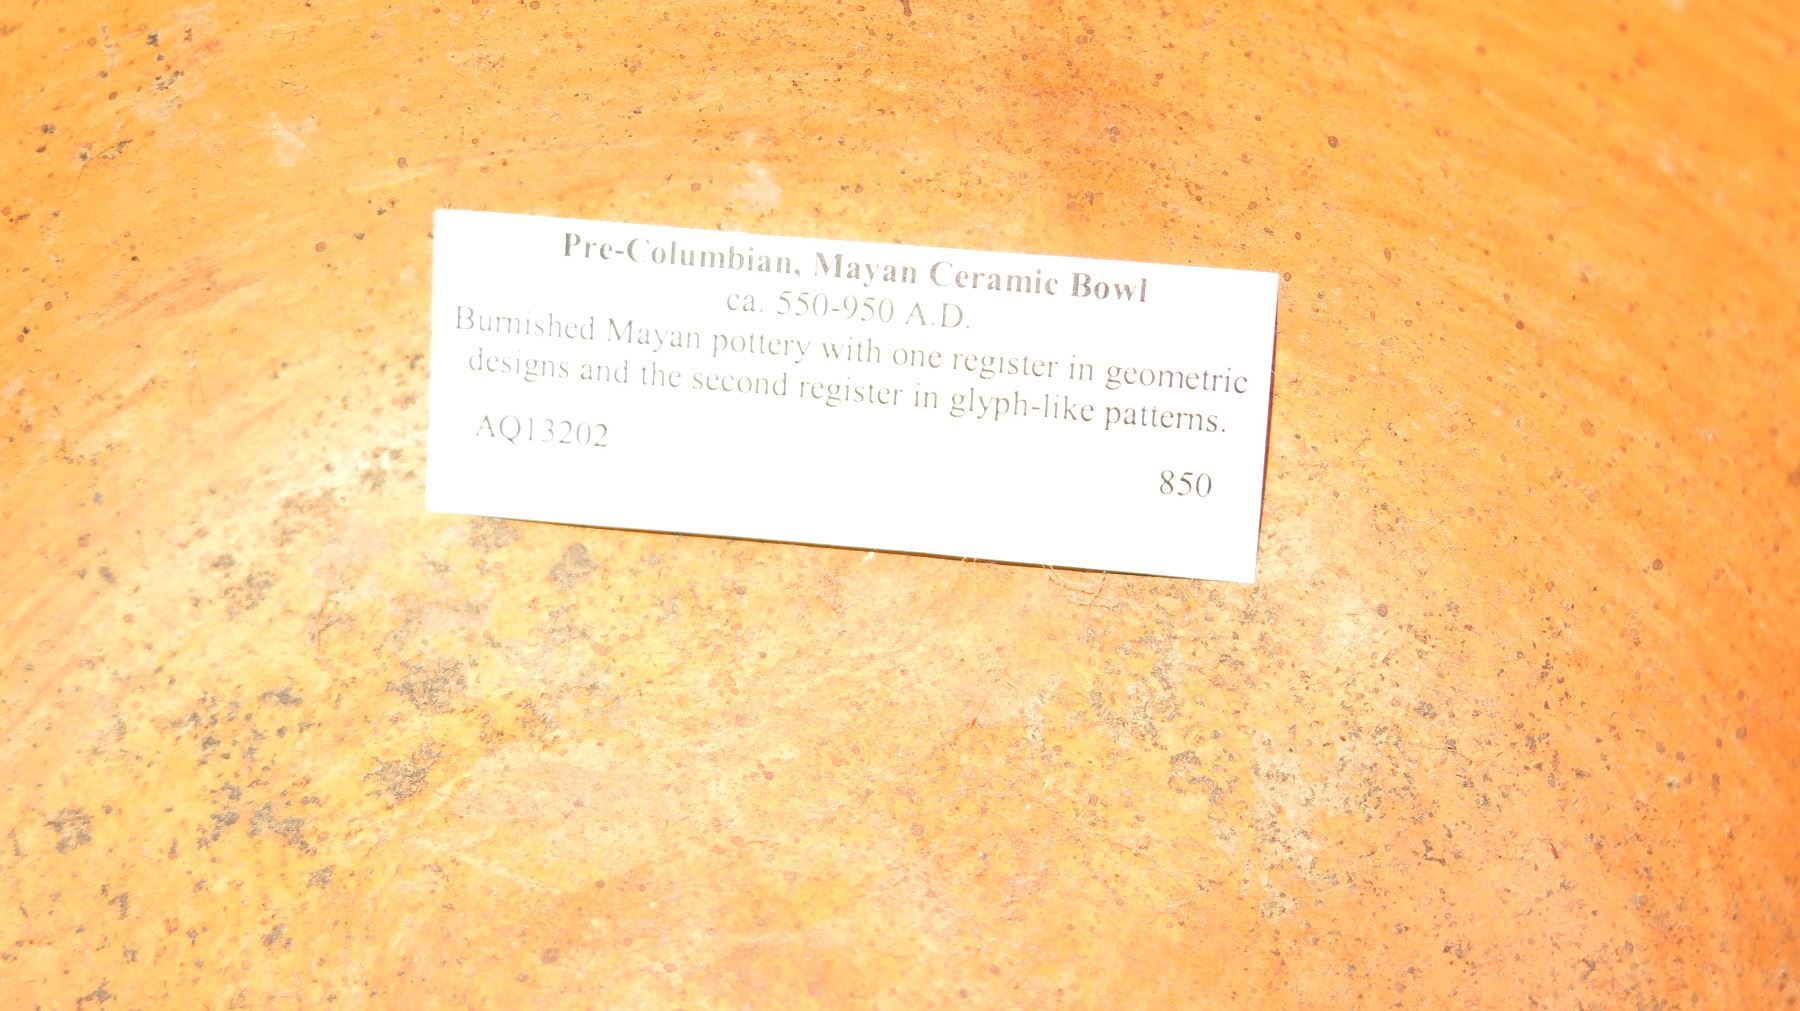 Pre-Columbian, Mayan Ceramic Bowl
ca. 550-950 A.D.
Burnished Mayan pottery with one register in geometric
designs and the second register in glyph-like patterns.
AQ13202
850